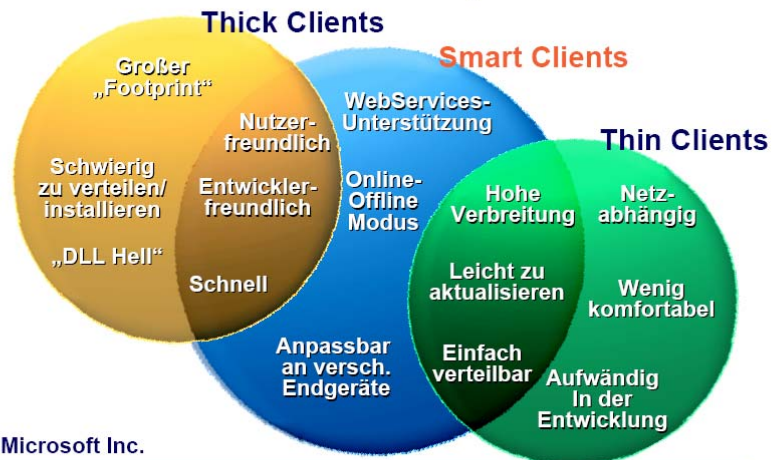 Thick Clients
Smart Clients
Thin Clients
Großer
„Footprint“
Schwierig
zu verteilen/
installieren
„DLL Hell“
Nutzer-
freundlich
Entwickler-
freundlich
Schnell
WebServices-
Unterstützung
Online-
Offline
Modus
Anpassbar
an versch.
Endgeräte
Hohe
Verbreitung
Leicht zu
aktualisieren
Einfach
verteilbar
Netz-
abhängig
Wenig
komfortabel
Aufwändig
In der
Entwicklung
Microsoft Inc.